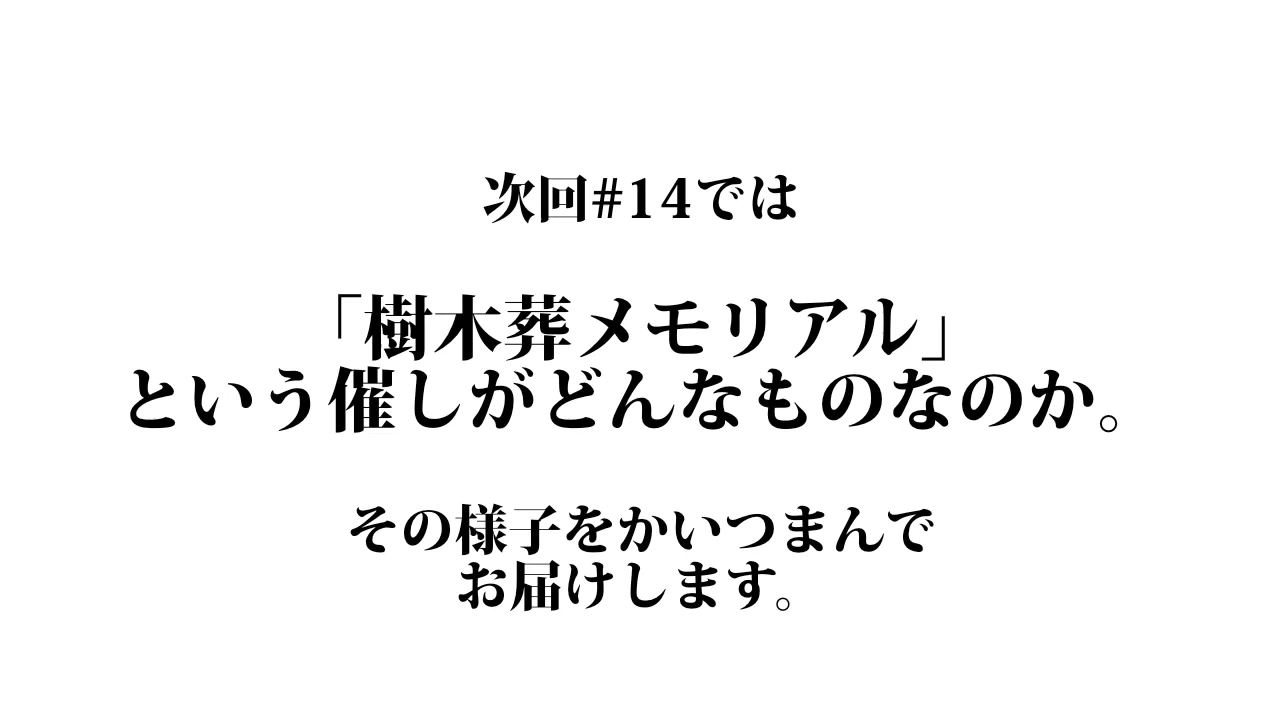 次回#14では
「樹木葬メモリアル」
という催しがどんなものなのか。
その様子をかいつまんで
お届けします。